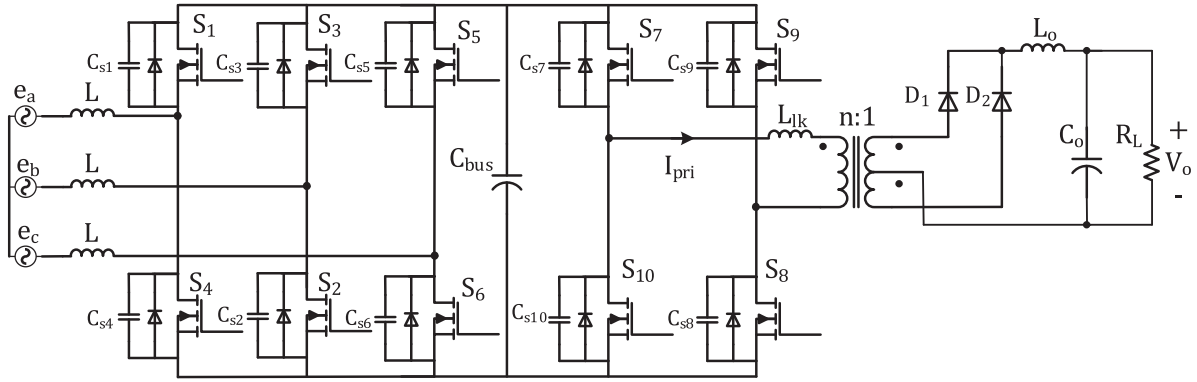 S1 S3 S5 S7 S9
Cs1 Cs3 Cs5 Cs7 Cs9
Lo
ea L
D1 D2
Llk n:1
eb L
Cbus
Ipri
Co RL + Vo -
ec L
S4 S2 S6 S10 S8
Cs4 Cs2 Cs6 Cs10 Cs8